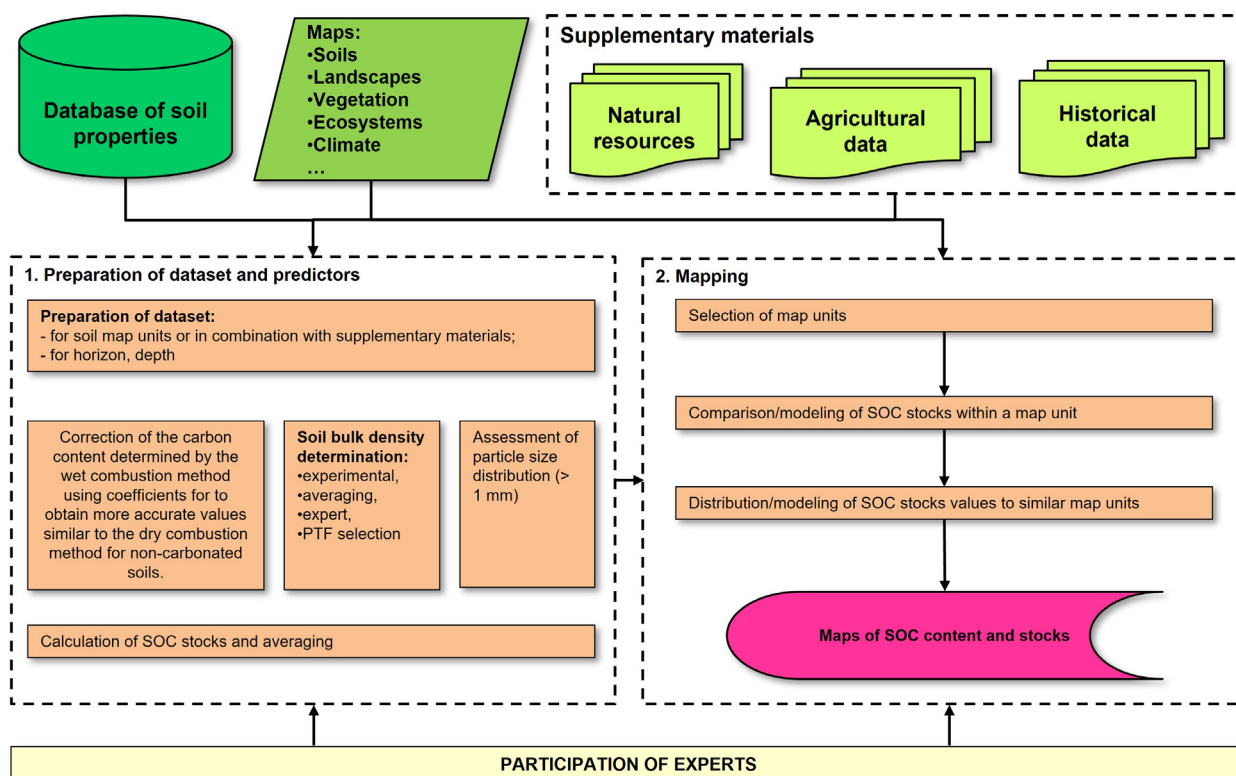 Database of soil
properties
Maps:
•Soils
•Landscapes
•Vegetation
•Ecosystems
•Climate
...
Supplementary materials
Natural
resources
Agricultural
data
Historical
data
1. Preparation of dataset and predictors
Preparation of dataset:
- for soil map units or in combination with supplementary materials;
- for horizon, depth
Correction of the carbon
content determined by the
wet combustion method
using coefficients for to
obtain more accurate values
similar to the dry combustion
method for non-carbonated
soils.
Soil bulk density
determination:
•experimental,
•averaging,
•expert,
•PTF selection
Assessment of
particle size
distribution (>
1 mm)
Calculation of SOC stocks and averaging
2. Mapping
Selection of map units
Comparison/modeling of SOC stocks within a map unit
Distribution/modeling of SOC stocks values to similar map units
Maps of SOC content and stocks
PARTICIPATION OF EXPERTS